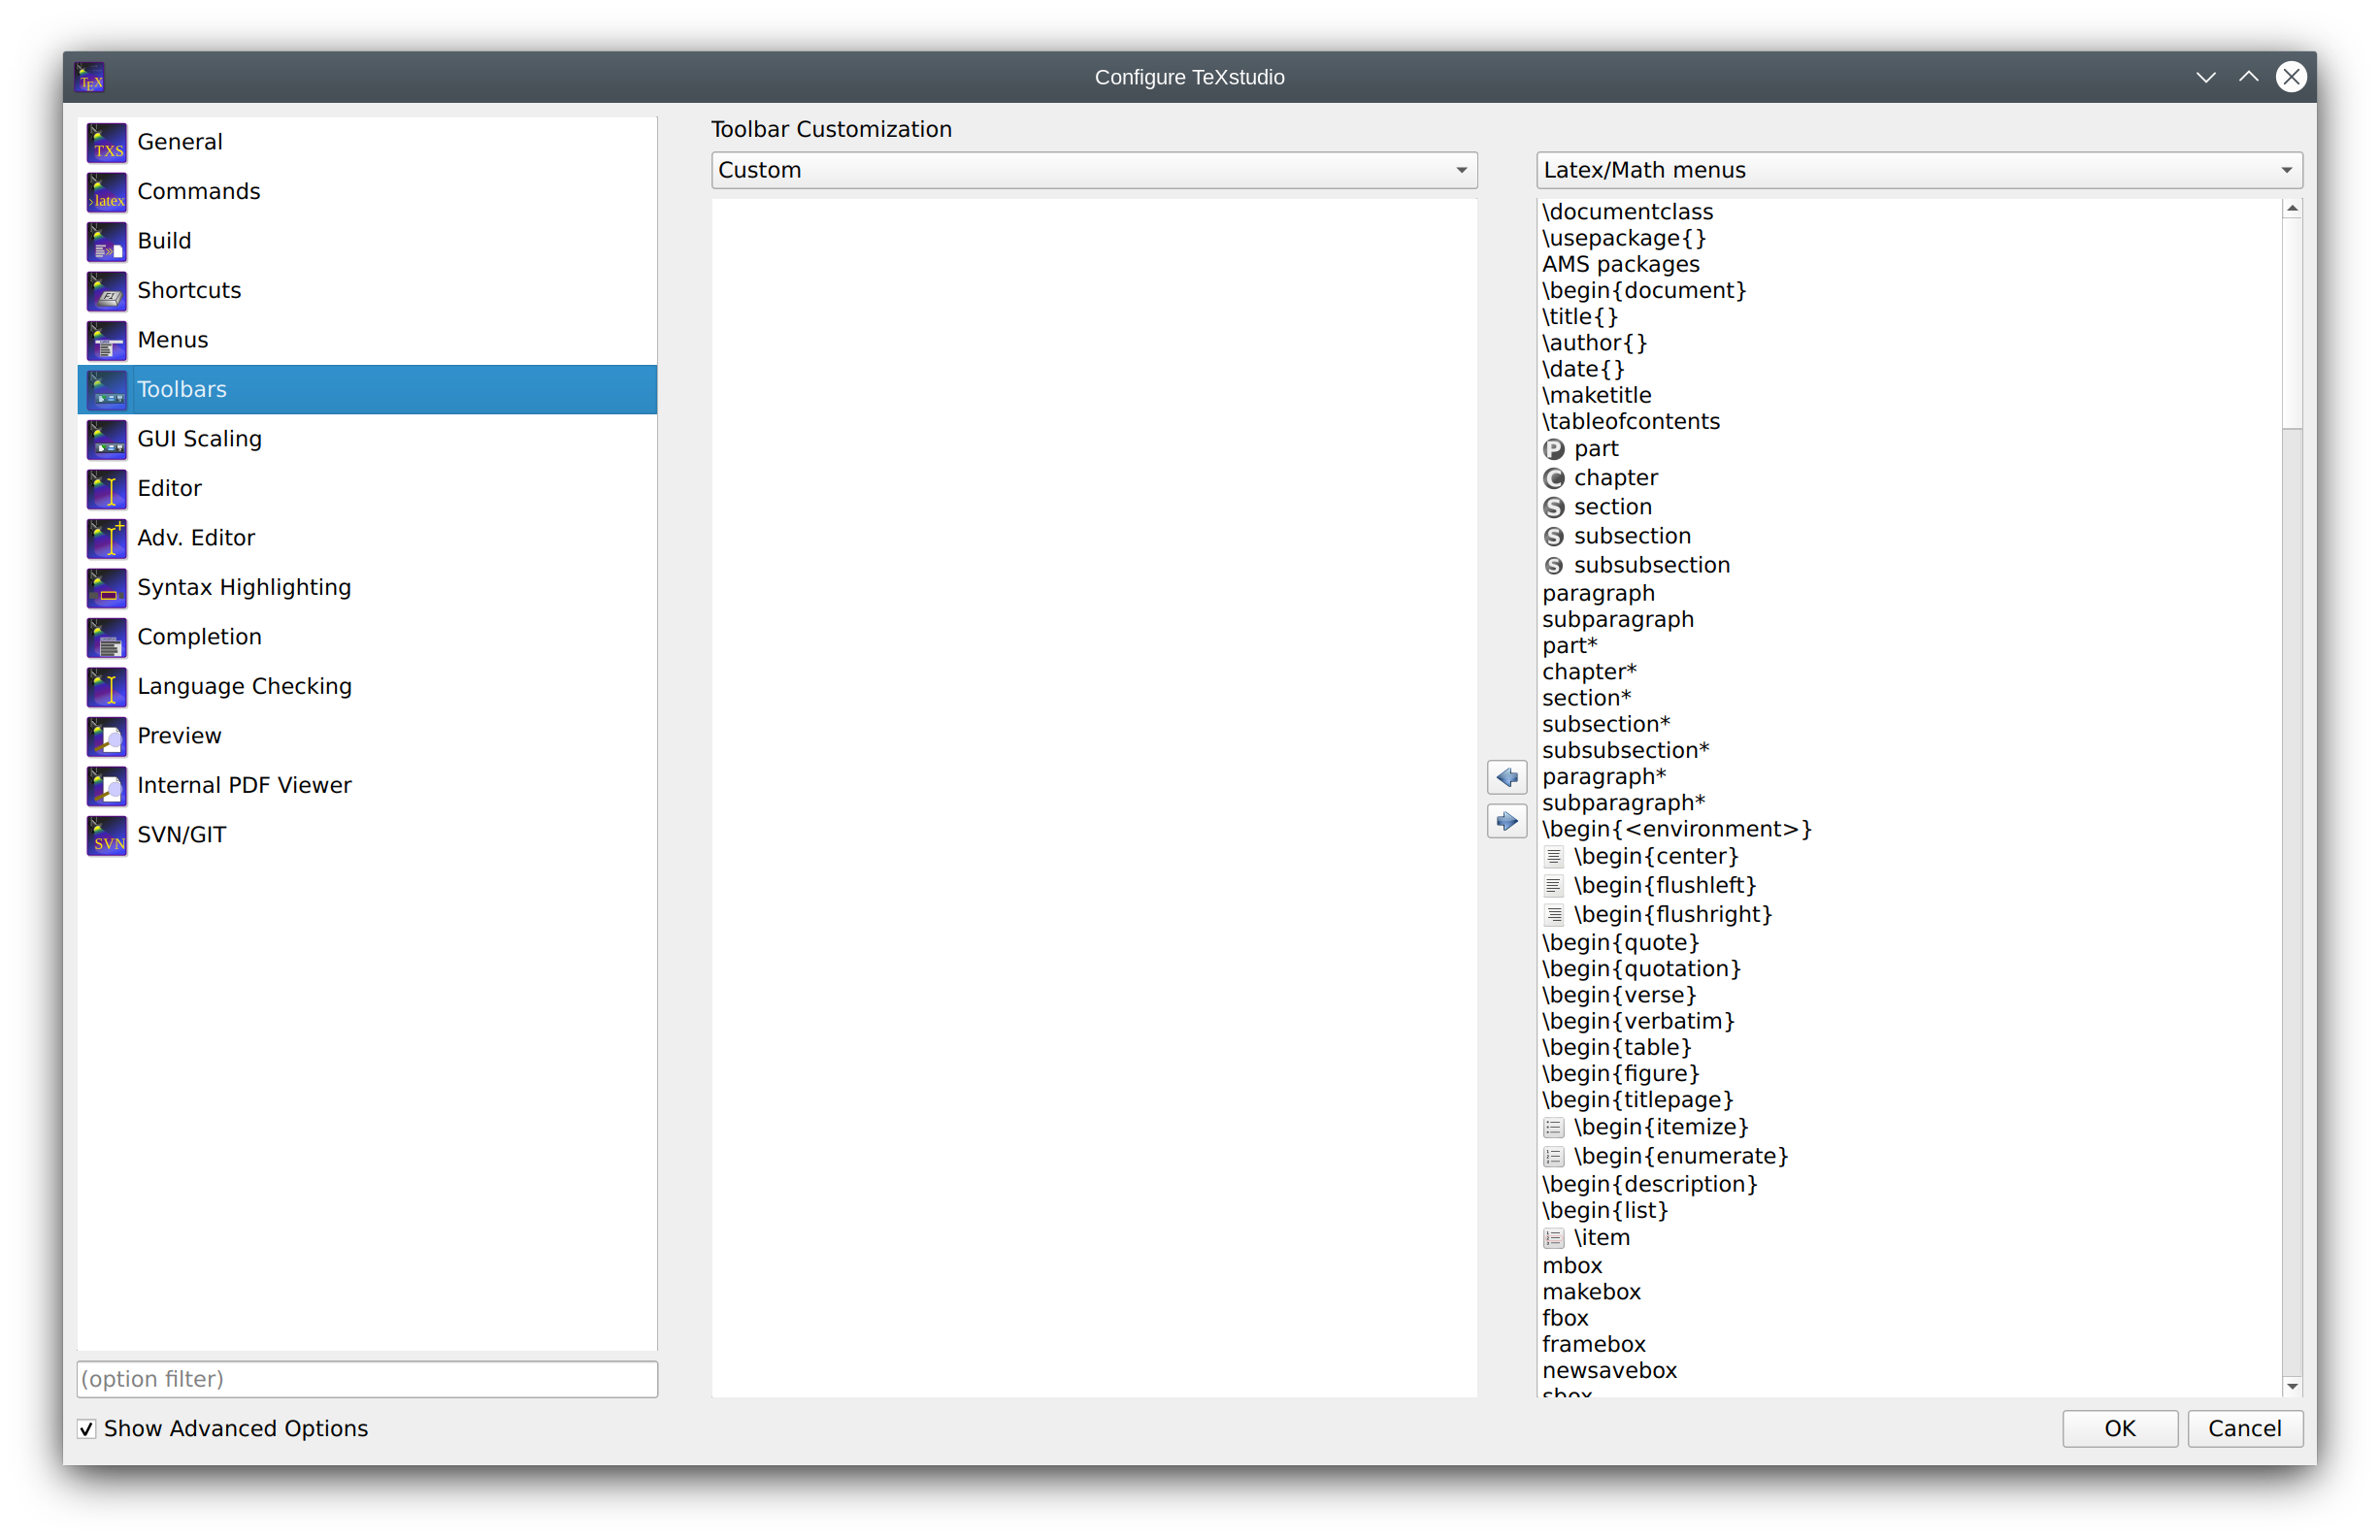 Configure TeXstudio
General
Commands
Build
Shortcuts
Menus
Toolbars
GUI Scaling
Editor
Adv. Editor
Syntax Highlighting
Completion
Language Checking
Preview
Internal PDF Viewer
SVN/GIT
(option filter)
Show Advanced Options
Toolbar Customization
Custom
Latex/Math menus
\documentclass
\usepackage{}
AMS packages
\begin{document}
\title{}
\author{}
\date{}
\maketitle
\tableofcontents
part
chapter
section
subsection
subsubsection
paragraph
subparagraph
part*
chapter*
section*
subsection*
subsubsection*
paragraph*
subparagraph*
\begin{<environment>}
\begin{center}
\begin{flushleft}
\begin{flushright}
\begin{quote}
\begin{quotation}
\begin{verse}
\begin{verbatim}
\begin{table}
\begin{figure}
\begin{titlepage}
\begin{itemize}
\begin{enumerate}
\begin{description}
\begin{list}
\item
mbox
makebox
fbox
framebox
newsavebox
sbox
OK
Cancel